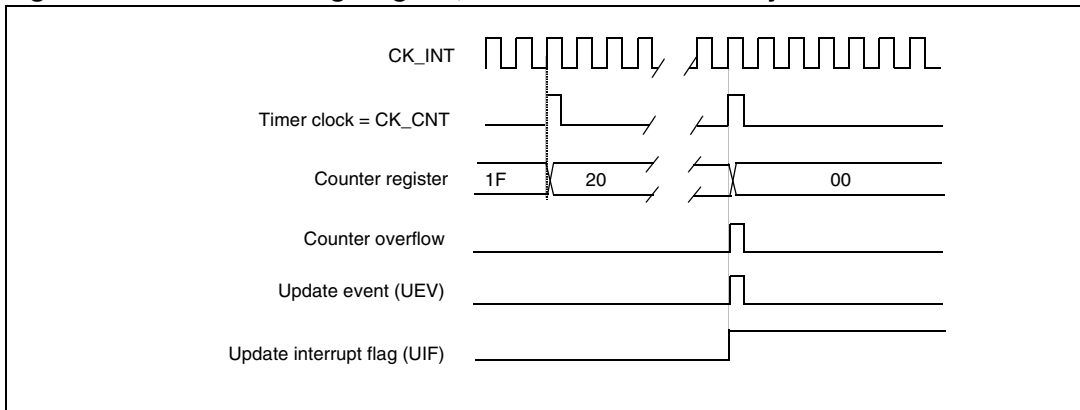 CK_INT
Timer clock = CK_CNT
Counter register
1F
20
00
Counter overflow
Update event (UEV)
Update interrupt flag (UIF)